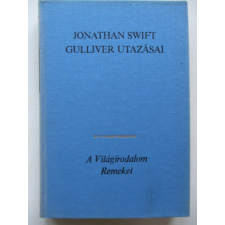 JONATHAN SWIFT
GULLIVER UTAZÁSAI
A Világirodalom
Remekei